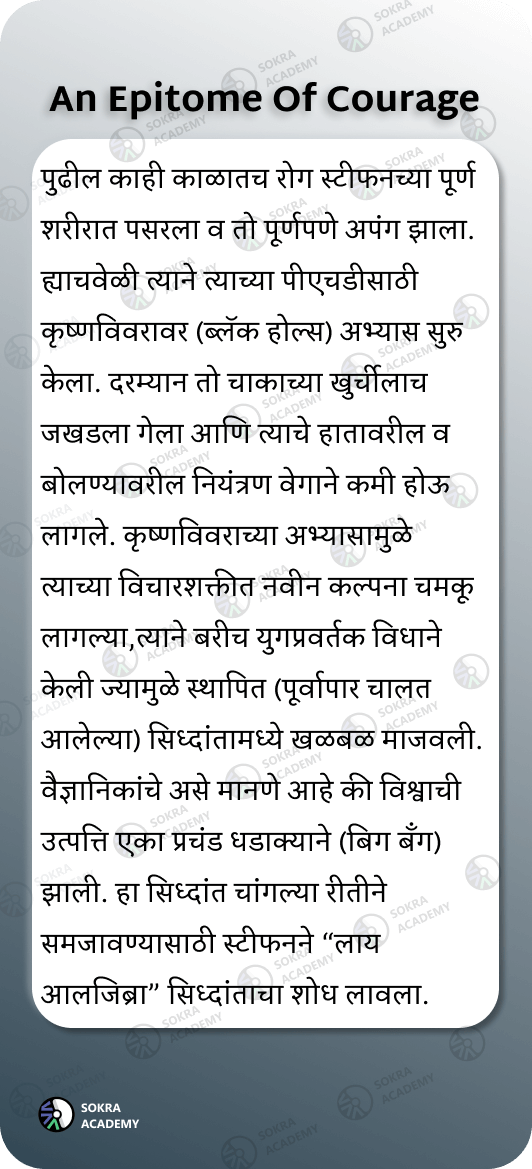 An Epitome Of Courage
पुढील काही काळातच रोग स्टीफनच्या पूर्ण
शरीरात पसरला व तो पूर्णपणे अपंग झाला.
ह्याचवेळी त्याने त्याच्या पीएचडीसाठी
कृष्णविवरावर (ब्लॅक होल्स) अभ्यास सुरु
केला. दरम्यान तो चाकाच्या खुर्चीलाच
जखडला गेला आणि त्याचे हातावरील व
बोलण्यावरील नियंत्रण वेगाने कमी होऊ
लागले. कृष्णविवराच्या अभ्यासामुळे
त्याच्या विचारशक्तीत नवीन कल्पना चमकू
लागल्या,त्याने बरीच युगप्रवर्तक विधाने
केली ज्यामुळे स्थापित (पूर्वापार चालत
आलेल्या) सिध्दांतामध्ये खळबळ माजवली.
वैज्ञानिकांचे असे मानणे आहे की विश्वाची
उत्पत्ति एका प्रचंड धडाक्याने (बिग बँग)
झाली. हा सिध्दांत चांगल्या रीतीने
समजावण्यासाठी स्टीफनने “लाय
आलजिब्रा” सिध्दांताचा शोध लावला.
SOKRA
ACADEMY